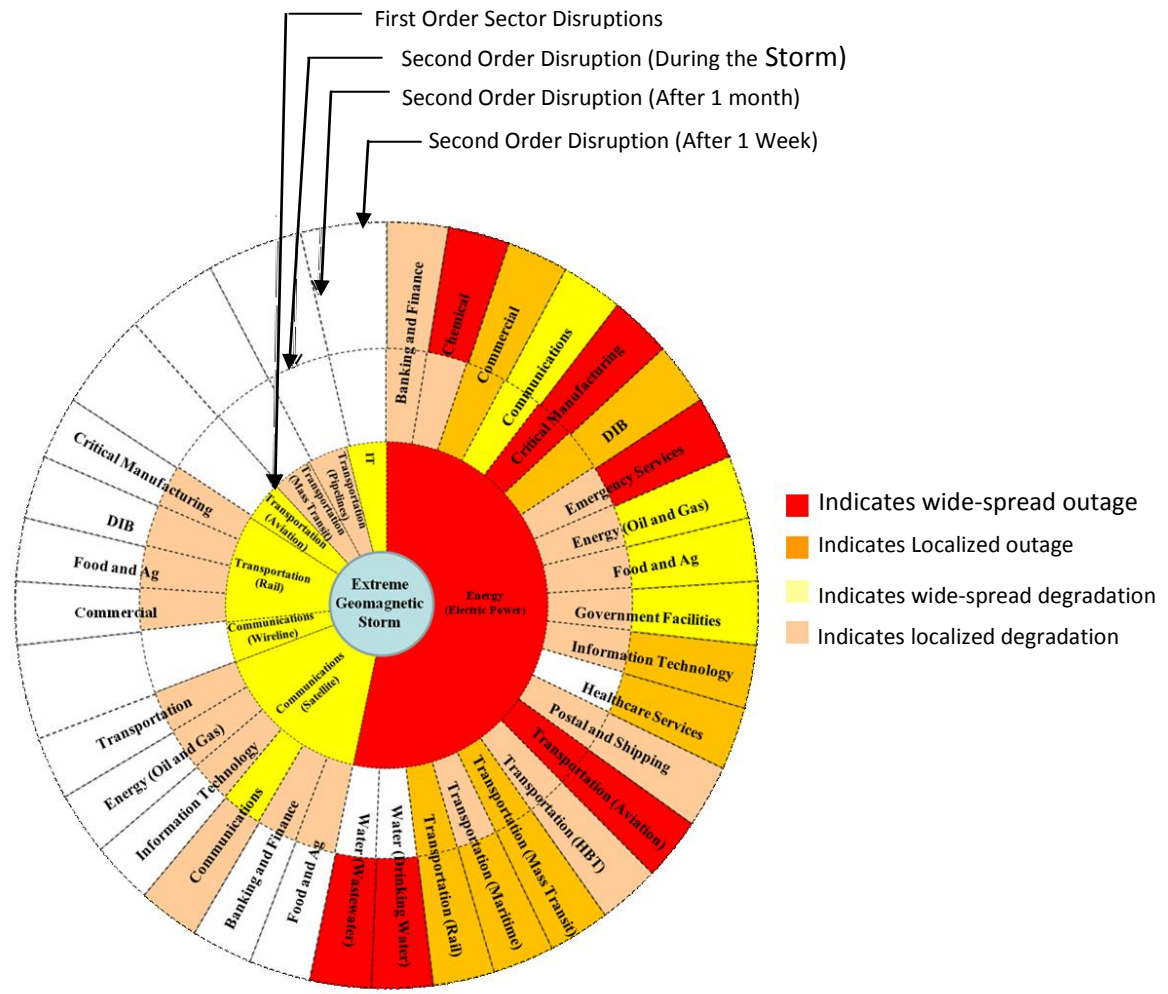 First Order Sector Disruptions
Second Order Disruption (During the Storm)
Second Order Disruption (After 1 month)
Second Order Disruption (After 1 Week)
Banking and Finance
Chemical
Commercial
Communications
Critical Manufacturing
DIB
Emergency Services
Energy (Oil and Gas)
Food and Ag
Government Facilities
Information Technology
Healthcare Services
Postal and Shipping
Transportation (Aviation)
Transportation (HBT)
Transportation (Mass Transit)
Transportation (Maritime)
Transportation (Rail)
Water (Drinking Water)
Water (Wastewater)
Food and Ag
Banking and Finance
Communications
Information Technology
Energy (Oil and Gas)
Transportation
Commercial
Food and Ag
DIB
Critical Manufacturing
IT
Transportation
(Pipelines)
Transportation
(Mass Transit)
Transportation
(Aviation)
Transportation
(Rail)
Communications
(Wireline)
Communications
(Satellite)
Energy
(Electric Power)
Extreme
Geomagnetic
Storm
Indicates wide-spread outage
Indicates Localized outage
Indicates wide-spread degradation
Indicates localized degradation